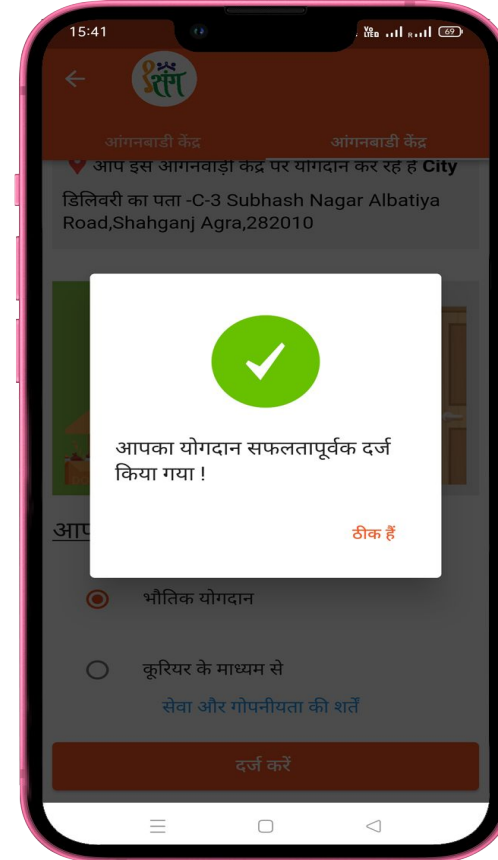 15:41
69
संग
आंगनबाडी केंद्र
आंगनबाडी केंद्र
आप इस आंगनवाड़ी केंद्र पर योगदान कर रहे है City
डिलिवरी का पता -C-3 Subhash Nagar Albatiya
Road,Shahganj Agra,282010
आपका योगदान सफलतापूर्वक दर्ज
किया गया !
ठीक हैं
भौतिक योगदान
कूरियर के माध्यम से
सेवा और गोपनीयता की शर्तें
दर्ज करें